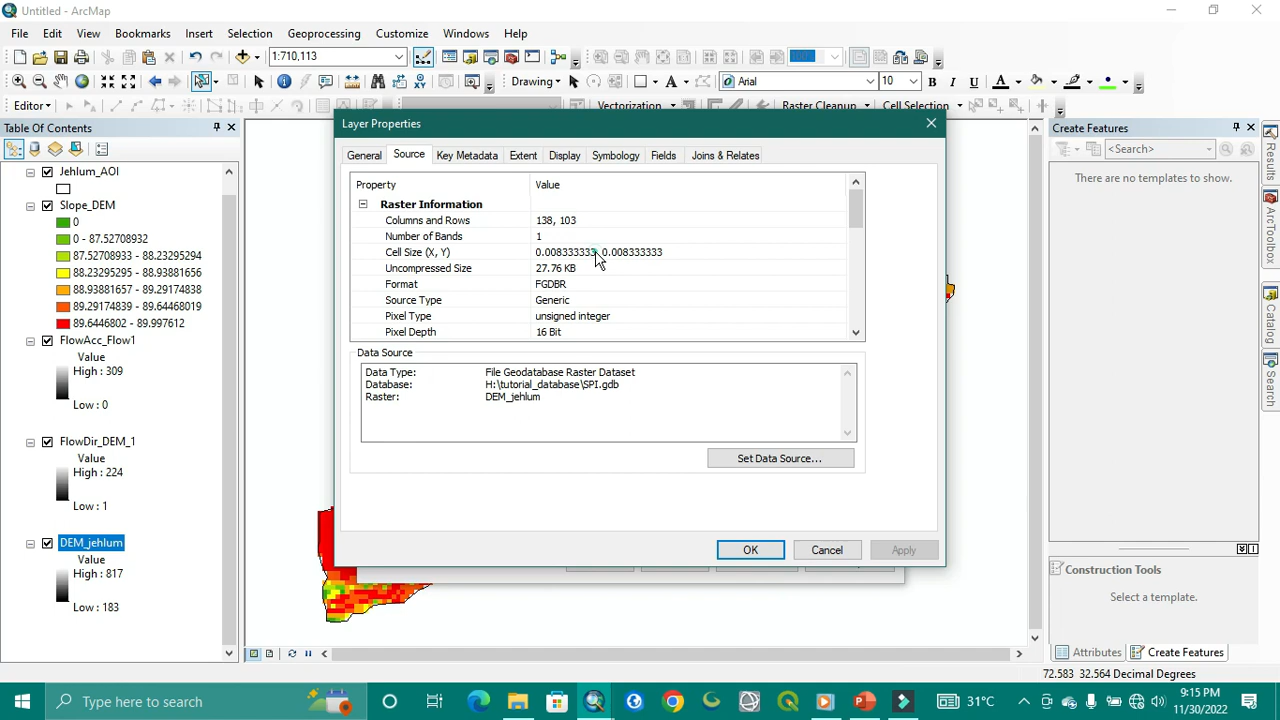 Untitled - ArcMap
File Edit View Bookmarks Insert Selection Geoprocessing Customize Windows Help
1:710,113
Drawing Arial 10 B I U A
Editor Vectorization Raster Cleanup Cell Selection
Table Of Contents
Jehlum_AOI
Slope_DEM
0
0 - 87.52708932
87.52708933 - 88.23295294
88.23295295 - 88.93881656
88.93881657 - 89.29174838
89.29174839 - 89.64468019
89.6446802 - 89.997612
FlowAcc_Flow1
Value
High : 309
Low : 0
FlowDir_DEM_1
Value
High : 224
Low : 1
DEM_jehlum
Value
High : 817
Low : 183
Layer Properties
General Source Key Metadata Extent Display Symbology Fields Joins & Relates
Property Value
Raster Information
Columns and Rows 138, 103
Number of Bands 1
Cell Size (X, Y) 0.008333333, 0.008333333
Uncompressed Size 27.76 KB
Format FGDBR
Source Type Generic
Pixel Type unsigned integer
Pixel Depth 16 Bit
Data Source
Data Type: File Geodatabase Raster Dataset
Database: H:\tutorial_database\SPI.gdb
Raster: DEM_jehlum
Set Data Source...
OK Cancel Apply
Create Features
<Search>
There are no templates to show.
Construction Tools
Select a template.
Attributes Create Features
Results
ArcToolbox
Catalog
Search
72.583 32.564 Decimal Degrees
Type here to search
31°C
9:15 PM
11/30/2022